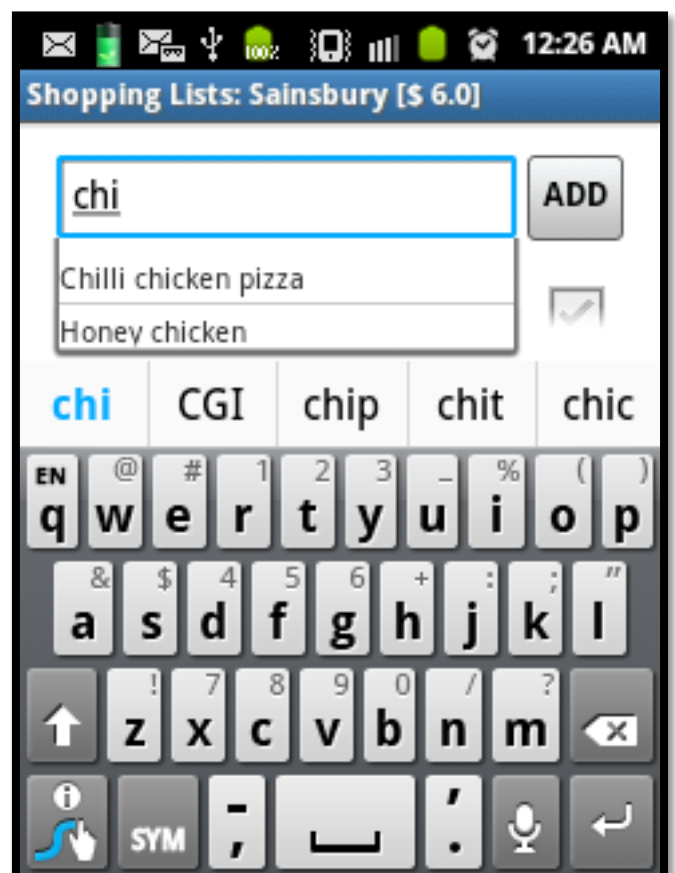 100% 12:26 AM
Shopping Lists: Sainsbury [$ 6.0]
chi ADD
Chilli chicken pizza
Honey chicken
chi CGI chip chit chic
EN @ # 1 2 3 _ % ( )
q w e r t y u i o p
& $ 4 5 6 + : ; "
a s d f g h j k l
! 7 8 9 0 / ?
z x c v b n m
SYM - , ' .